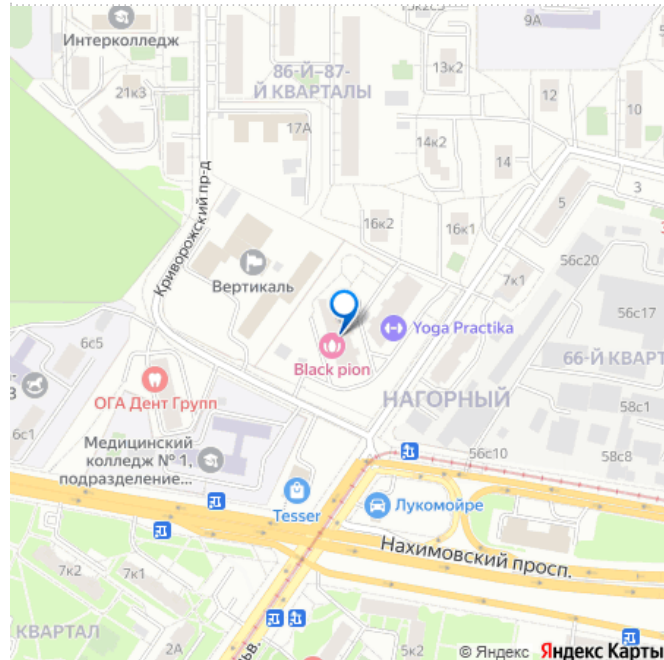 9А
Интерколледж
86-Й–87-
Й КВАРТАЛЫ
13к2
21к3
12
10
17А
14к2
14
3
5
Криворожский пр-д
16к2
16к1
56с20
7к1
Вертикаль
56с17
Yoga Practika
6с5
Black pion
66-Й КВАРТ
ОГА Дент Групп
НАГОРНЫЙ
58с1
6с1
Медицинский
колледж № 1,
подразделение...
56с10
58с8
Tesser
Лукомойре
Нахимовский просп.
7к2
7к1
КВАРТАЛ
2А
5к2
© Яндекс Яндекс Карты